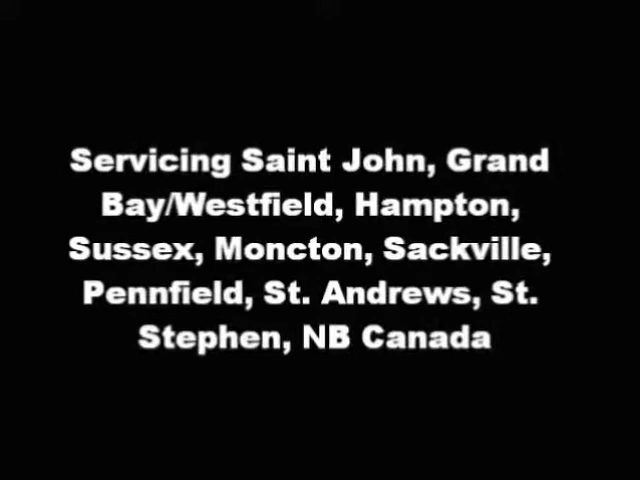 Servicing Saint John, Grand
Bay/Westfield, Hampton,
Sussex, Moncton, Sackville,
Pennfield, St. Andrews, St.
Stephen, NB Canada